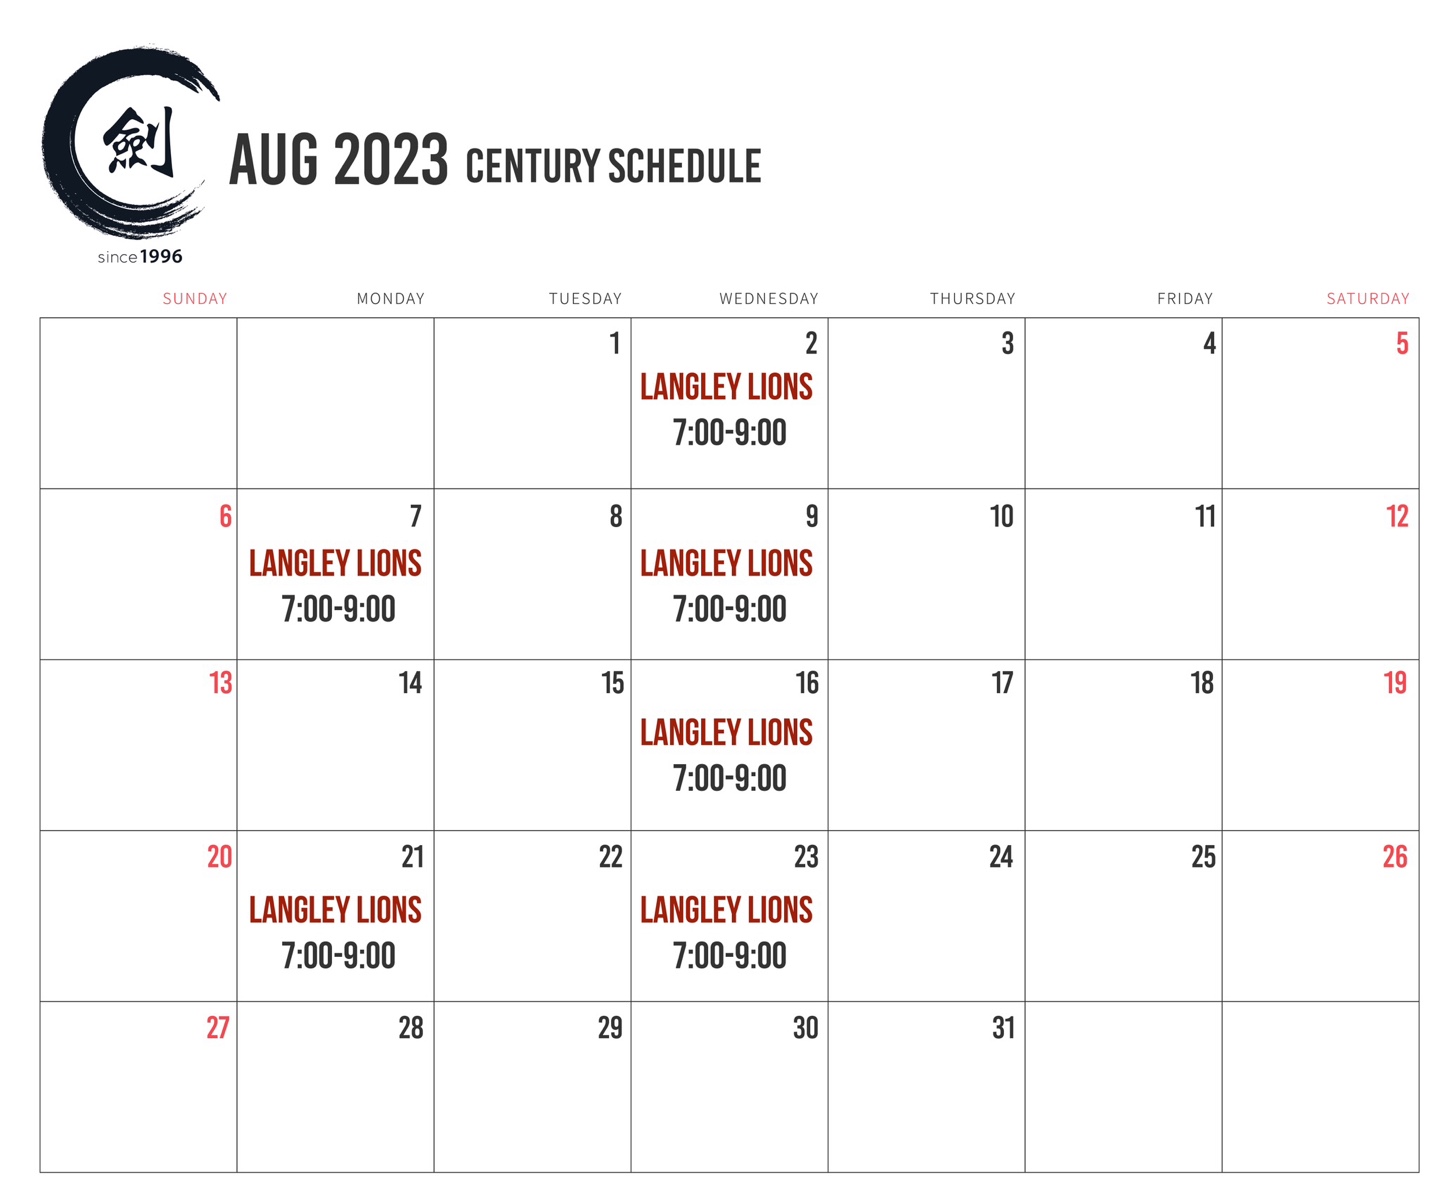 劍
AUG 2023 CENTURY SCHEDULE
since 1996
SUNDAY MONDAY TUESDAY WEDNESDAY THURSDAY FRIDAY SATURDAY
1 2 3 4 5
LANGLEY LIONS
7:00-9:00
6 7 8 9 10 11 12
LANGLEY LIONS LANGLEY LIONS
7:00-9:00 7:00-9:00
13 14 15 16 17 18 19
LANGLEY LIONS
7:00-9:00
20 21 22 23 24 25 26
LANGLEY LIONS LANGLEY LIONS
7:00-9:00 7:00-9:00
27 28 29 30 31